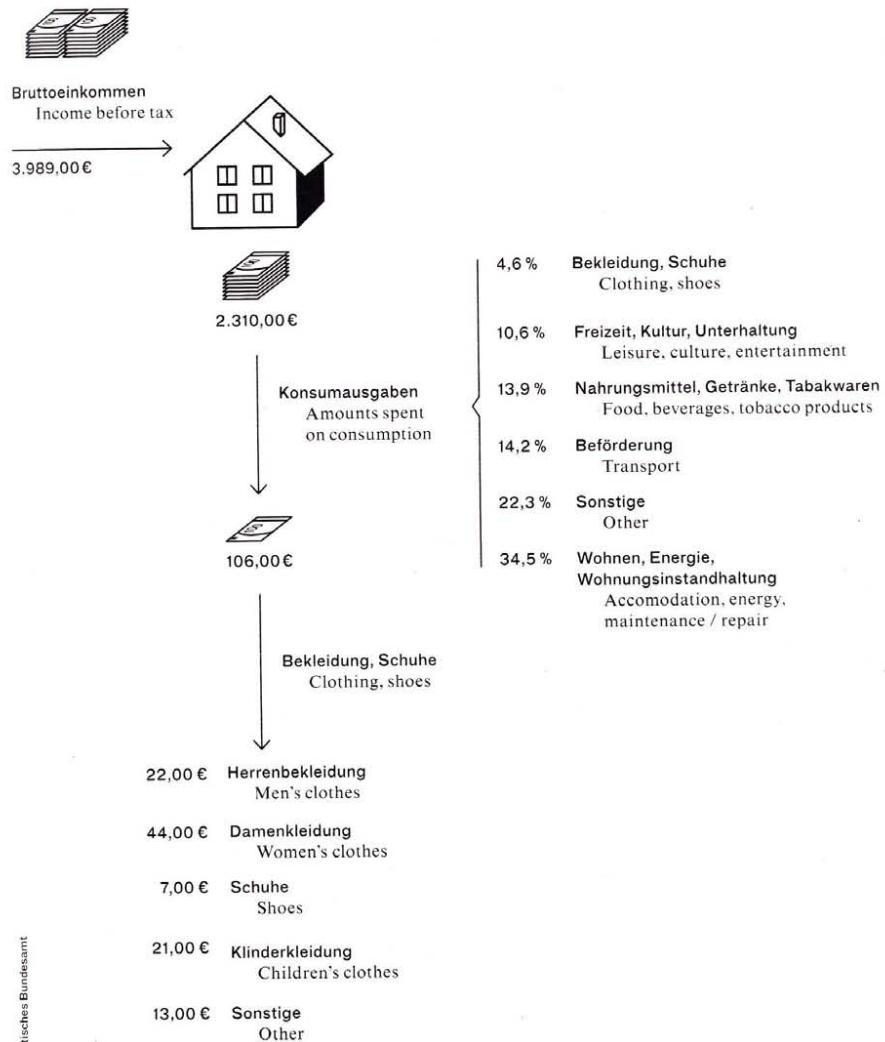 Bruttoeinkommen
Income before tax
3.989,00 €
2.310,00 €
Konsumausgaben
Amounts spent
on consumption
4,6 % Bekleidung, Schuhe
Clothing, shoes
10,6 % Freizeit, Kultur, Unterhaltung
Leisure, culture, entertainment
13,9 % Nahrungsmittel, Getränke, Tabakwaren
Food, beverages, tobacco products
14,2 % Beförderung
Transport
22,3 % Sonstige
Other
34,5 % Wohnen, Energie,
Wohnungsinstandhaltung
Accomodation, energy,
maintenance / repair
106,00 €
Bekleidung, Schuhe
Clothing, shoes
22,00 € Herrenbekleidung
Men's clothes
44,00 € Damenkleidung
Women's clothes
7,00 € Schuhe
Shoes
21,00 € Klinderkleidung
Children's clothes
13,00 € Sonstige
Other
tisches Bundesamt